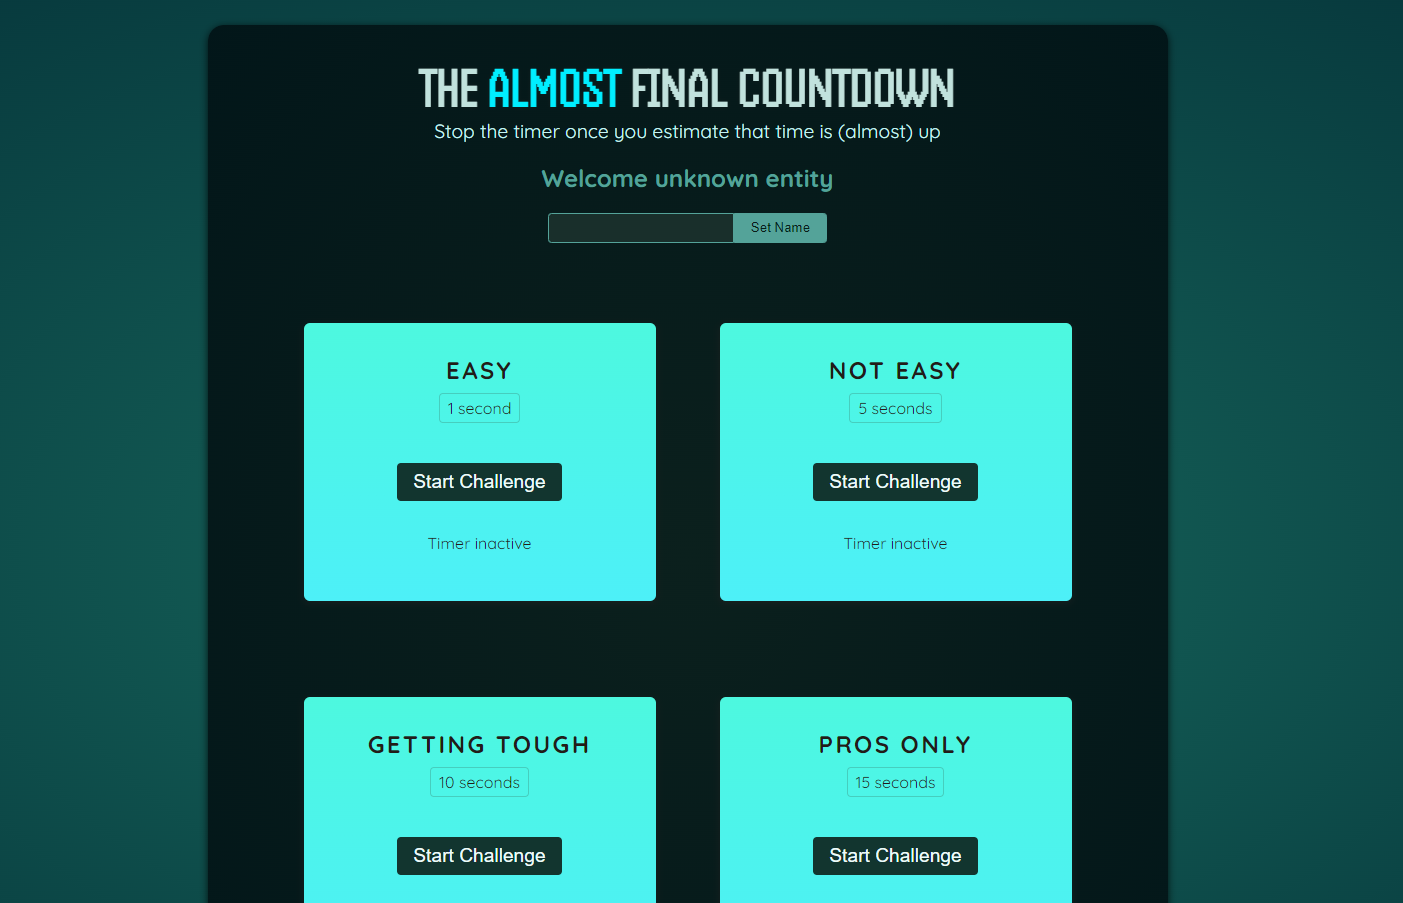 THE ALMOST FINAL COUNTDOWN
Stop the timer once you estimate that time is (almost) up
Welcome unknown entity
Set Name
EASY
1 second
Start Challenge
Timer inactive
NOT EASY
5 seconds
Start Challenge
Timer inactive
GETTING TOUGH
10 seconds
Start Challenge
PROS ONLY
15 seconds
Start Challenge